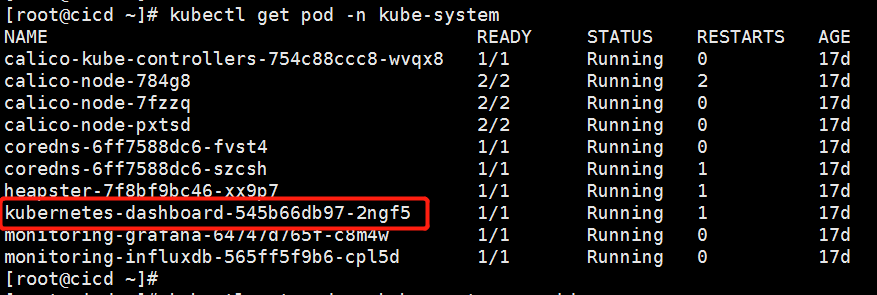 [root@cicd ~]# kubectl get pod -n kube-system
NAME READY STATUS RESTARTS AGE
calico-kube-controllers-754c88ccc8-wvqx8 1/1 Running 0 17d
calico-node-784g8 2/2 Running 2 17d
calico-node-7fzzq 2/2 Running 0 17d
calico-node-pxtsd 2/2 Running 0 17d
coredns-6ff7588dc6-fvst4 1/1 Running 0 17d
coredns-6ff7588dc6-szcsh 1/1 Running 1 17d
heapster-7f8bf9bc46-xx9p7 1/1 Running 1 17d
kubernetes-dashboard-545b66db97-2ngf5 1/1 Running 1 17d
monitoring-grafana-64747d765f-c8m4w 1/1 Running 0 17d
monitoring-influxdb-565ff5f9b6-cpl5d 1/1 Running 0 17d
[root@cicd ~]#